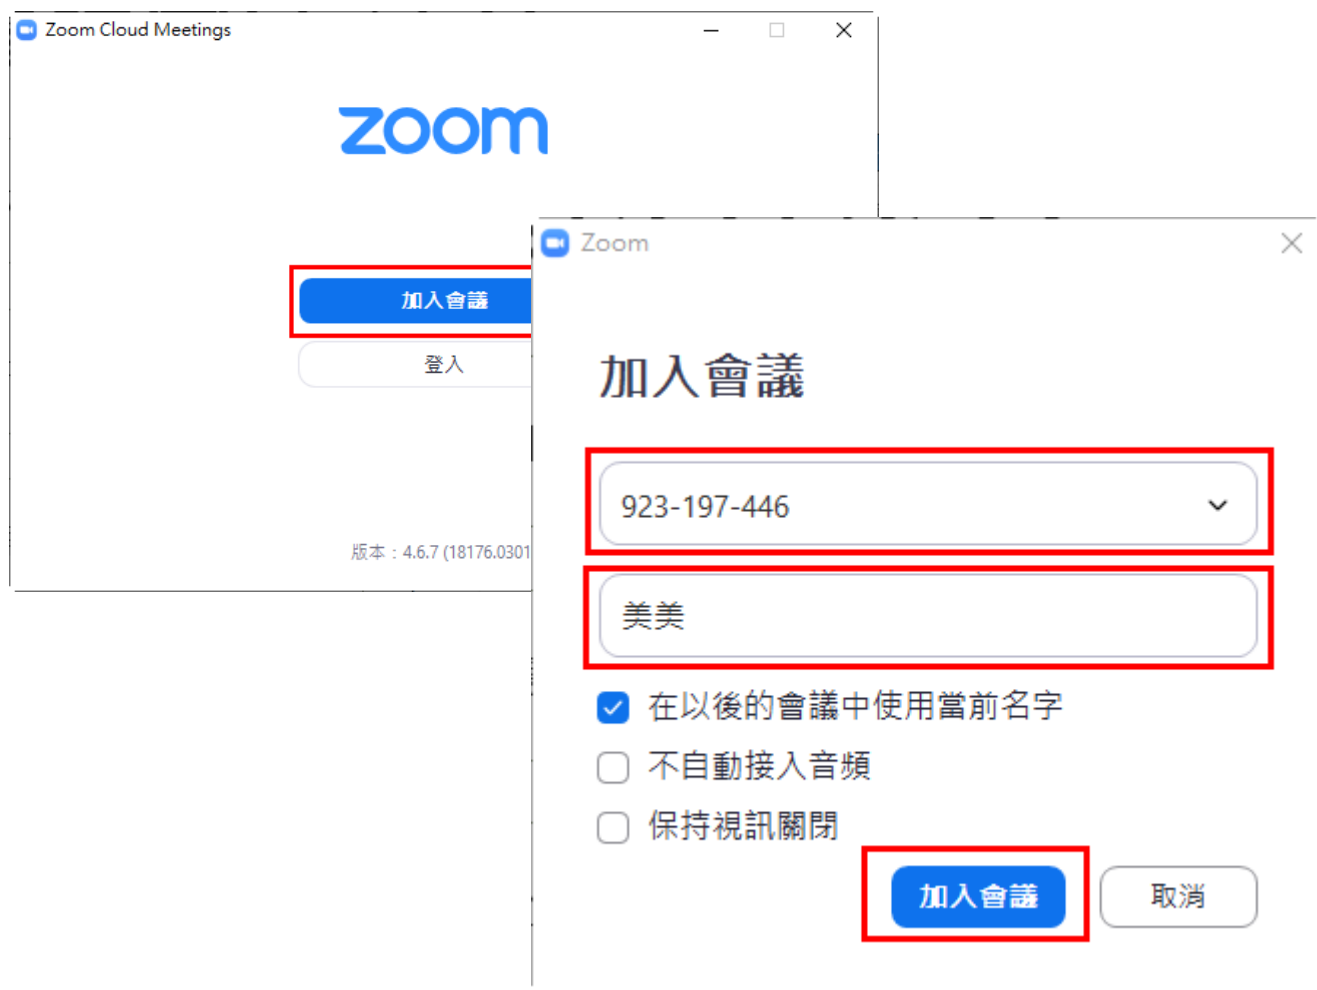 Zoom Cloud Meetings
zoom
加入會議
登入
版本：4.6.7 (18176.0301
Zoom
加入會議
923-197-446
美美
在以後的會議中使用當前名字
不自動接入音頻
保持視訊關閉
加入會議
取消